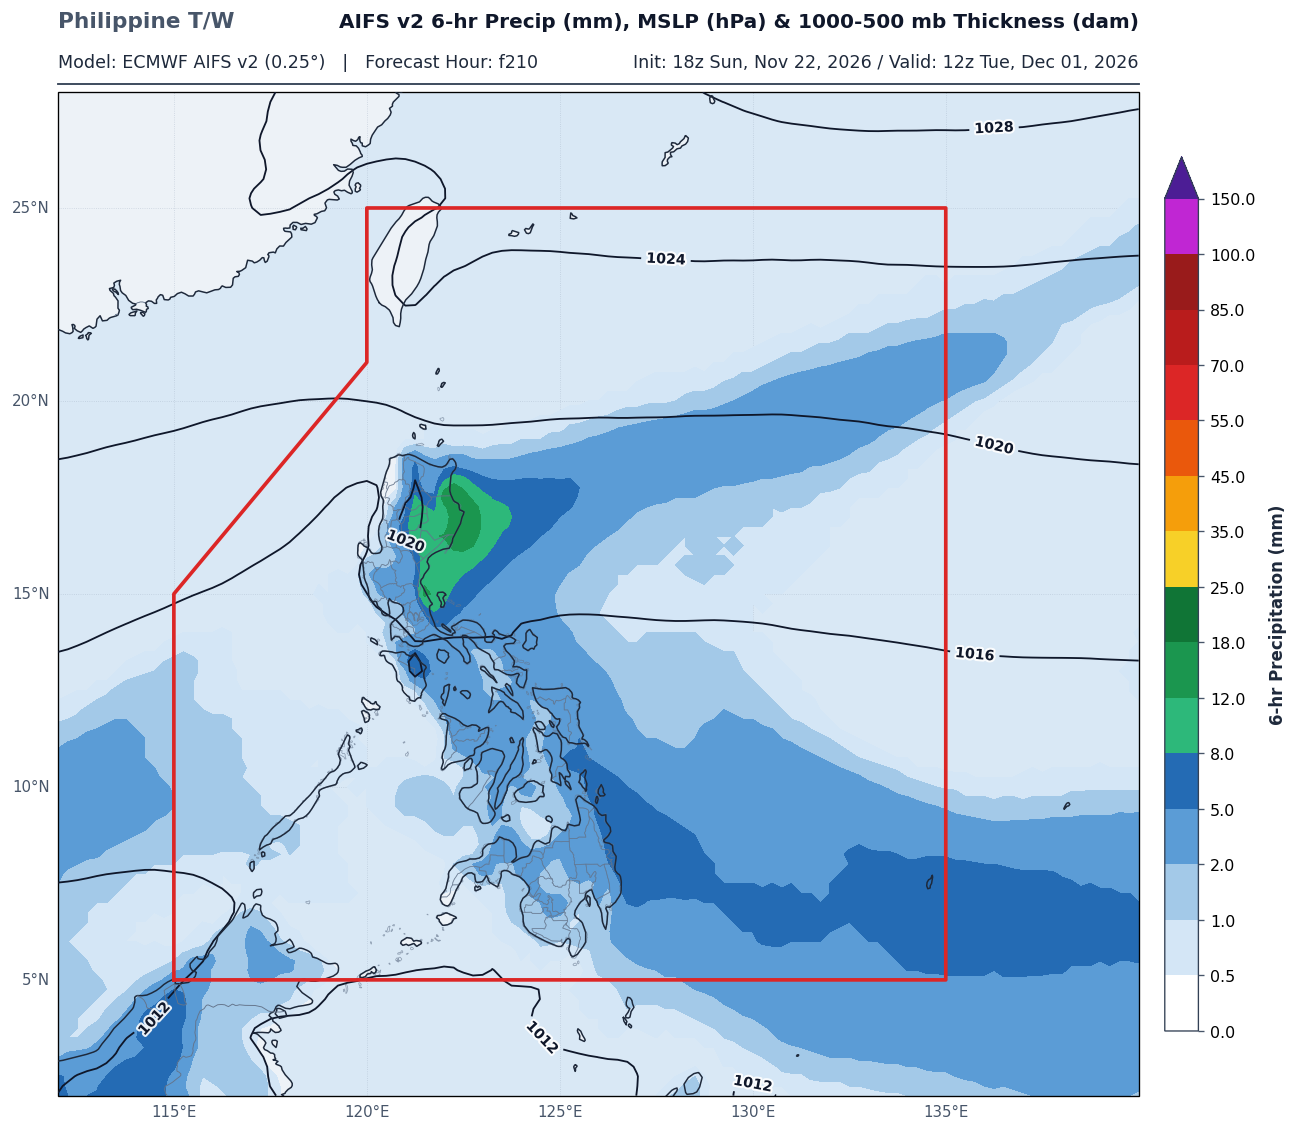 Philippine T/W
AIFS v2 6-hr Precip (mm), MSLP (hPa) & 1000-500 mb Thickness (dam)
Model: ECMWF AIFS v2 (0.25°) | Forecast Hour: f210
Init: 18z Sun, Nov 22, 2026 / Valid: 12z Tue, Dec 01, 2026
1028
1024
1020
1020
1016
1012
1012
1012
25°N
20°N
15°N
10°N
5°N
115°E
120°E
125°E
130°E
135°E
150.0
100.0
85.0
70.0
55.0
45.0
35.0
25.0
18.0
12.0
8.0
5.0
2.0
1.0
0.5
0.0
6-hr Precipitation (mm)